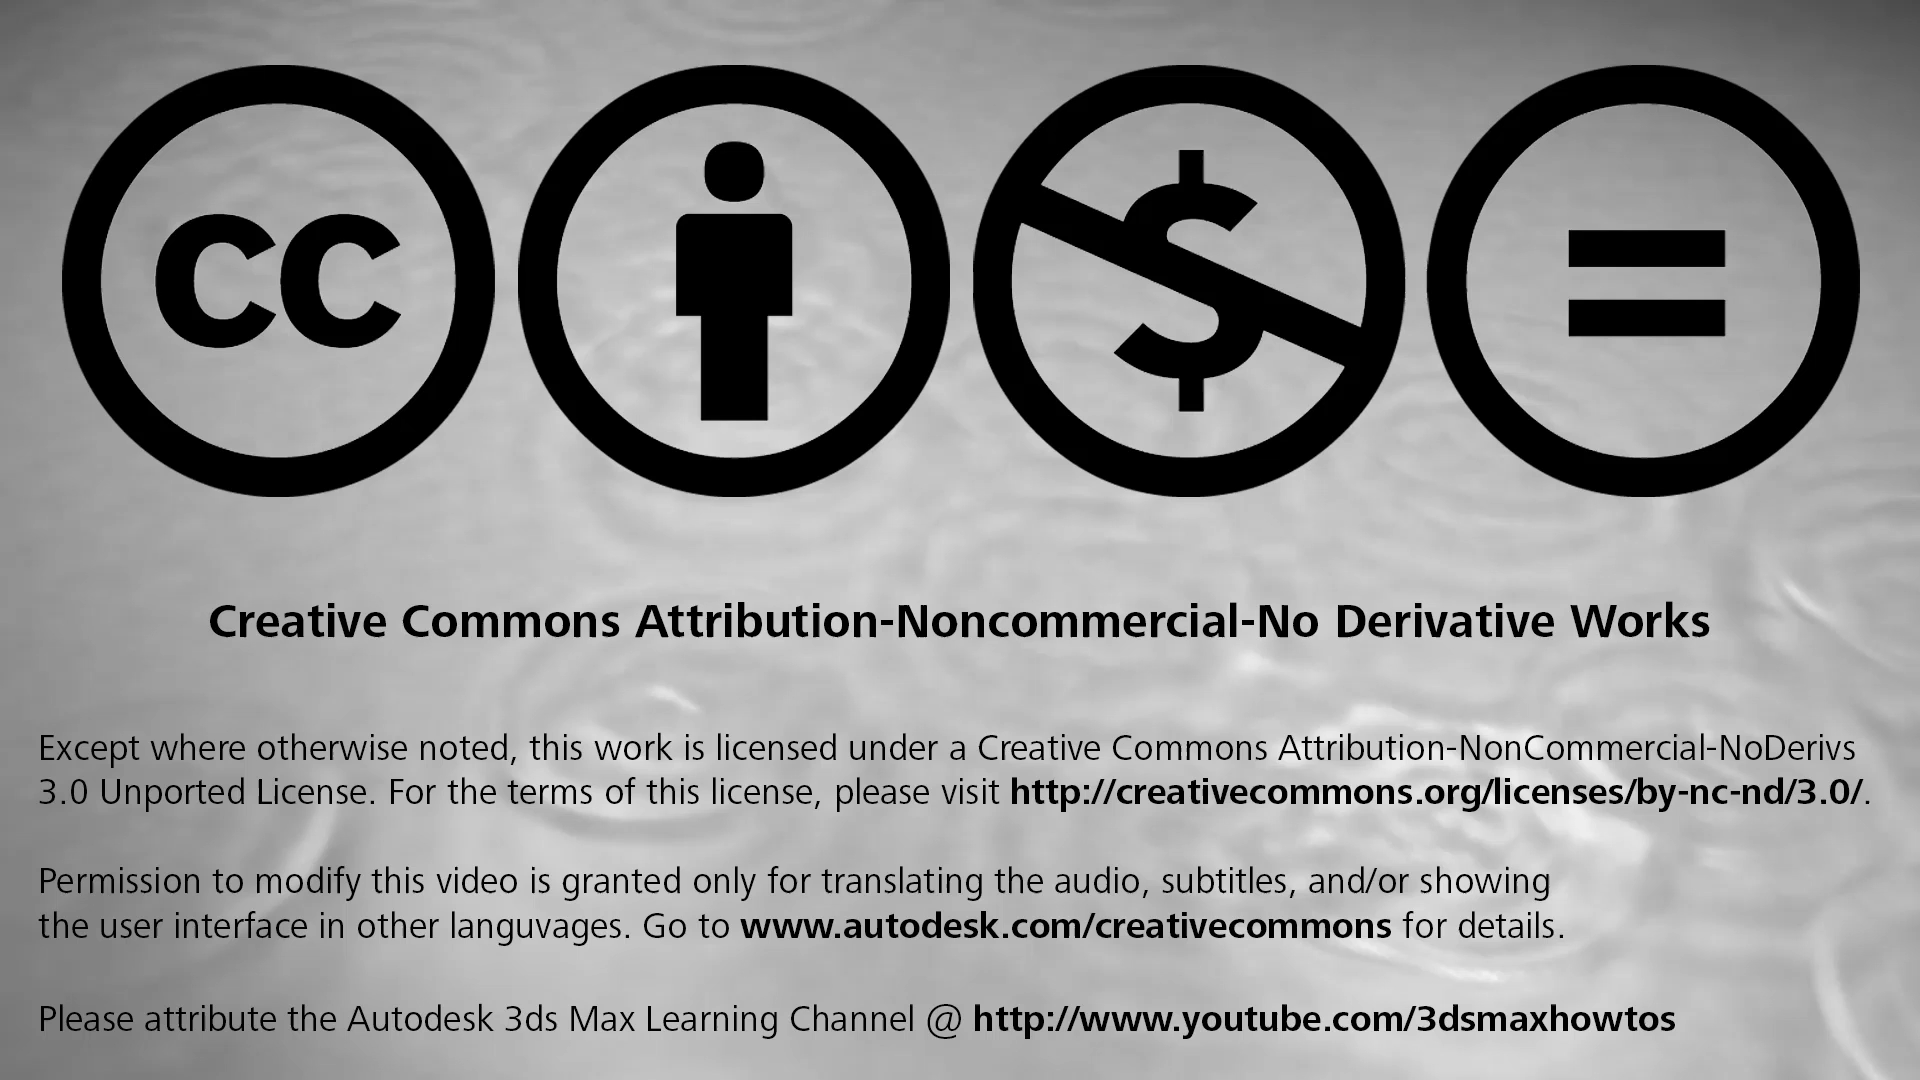 cc
$
=
Creative Commons Attribution-Noncommercial-No Derivative Works
Except where otherwise noted, this work is licensed under a Creative Commons Attribution-NonCommercial-NoDerivs
3.0 Unported License. For the terms of this license, please visit http://creativecommons.org/licenses/by-nc-nd/3.0/.
Permission to modify this video is granted only for translating the audio, subtitles, and/or showing
the user interface in other languvages. Go to www.autodesk.com/creativecommons for details.
Please attribute the Autodesk 3ds Max Learning Channel @ http://www.youtube.com/3dsmaxhowtos